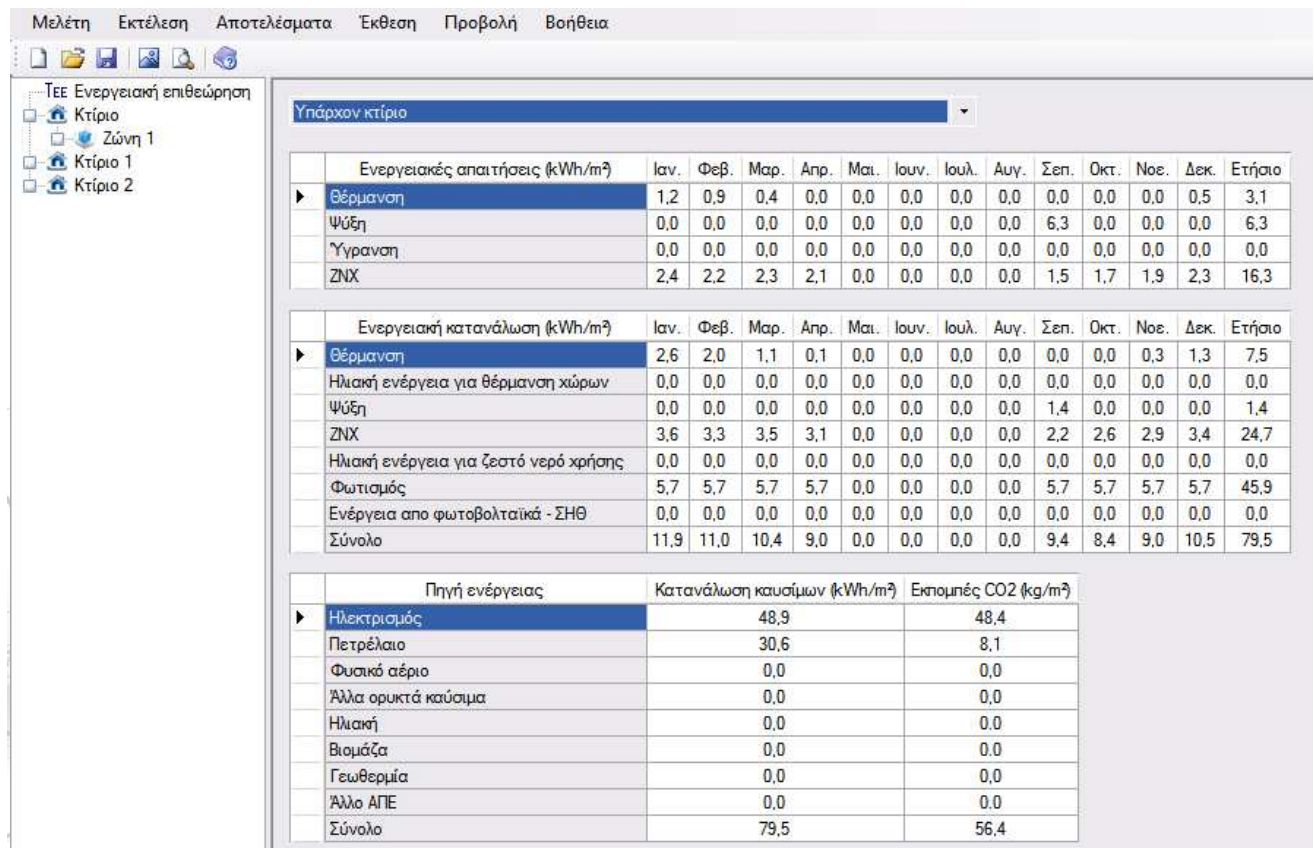 Μελέτη Εκτέλεση Αποτελέσματα Έκθεση Προβολή Βοήθεια
ΤΕΕ Ενεργειακή επιθεώρηση
Κτίριο
Ζώνη 1
Κτίριο 1
Κτίριο 2
Υπάρχον κτίριο
Ενεργειακές απαιτήσεις (kWh/m²) Ιαν. Φεβ. Μαρ. Απρ. Μαι. Ιουν. Ιουλ. Αυγ. Σεπ. Οκτ. Νοε. Δεκ. Ετήσιο
Θέρμανση 1,2 0,9 0,4 0,0 0,0 0,0 0,0 0,0 0,0 0,0 0,0 0,5 3,1
Ψύξη 0,0 0,0 0,0 0,0 0,0 0,0 0,0 0,0 6,3 0,0 0,0 0,0 6,3
Ύγρανση 0,0 0,0 0,0 0,0 0,0 0,0 0,0 0,0 0,0 0,0 0,0 0,0 0,0
ΖΝΧ 2,4 2,2 2,3 2,1 0,0 0,0 0,0 0,0 1,5 1,7 1,9 2,3 16,3
Ενεργειακή κατανάλωση (kWh/m²) Ιαν. Φεβ. Μαρ. Απρ. Μαι. Ιουν. Ιουλ. Αυγ. Σεπ. Οκτ. Νοε. Δεκ. Ετήσιο
Θέρμανση 2,6 2,0 1,1 0,1 0,0 0,0 0,0 0,0 0,0 0,0 0,3 1,3 7,5
Ηλιακή ενέργεια για θέρμανση χώρων 0,0 0,0 0,0 0,0 0,0 0,0 0,0 0,0 0,0 0,0 0,0 0,0 0,0
Ψύξη 0,0 0,0 0,0 0,0 0,0 0,0 0,0 0,0 1,4 0,0 0,0 0,0 1,4
ΖΝΧ 3,6 3,3 3,5 3,1 0,0 0,0 0,0 0,0 2,2 2,6 2,9 3,4 24,7
Ηλιακή ενέργεια για ζεστό νερό χρήσης 0,0 0,0 0,0 0,0 0,0 0,0 0,0 0,0 0,0 0,0 0,0 0,0 0,0
Φωτισμός 5,7 5,7 5,7 5,7 0,0 0,0 0,0 0,0 5,7 5,7 5,7 5,7 45,9
Ενέργεια απο φωτοβολταϊκά - ΣΗΘ 0,0 0,0 0,0 0,0 0,0 0,0 0,0 0,0 0,0 0,0 0,0 0,0 0,0
Σύνολο 11,9 11,0 10,4 9,0 0,0 0,0 0,0 0,0 9,4 8,4 9,0 10,5 79,5
Πηγή ενέργειας Κατανάλωση καυσίμων (kWh/m²) Εκπομπές CO2 (kg/m²)
Ηλεκτρισμός 48,9 48,4
Πετρέλαιο 30,6 8,1
Φυσικό αέριο 0,0 0,0
Άλλα ορυκτά καύσιμα 0,0 0,0
Ηλιακή 0,0 0.0
Βιομάζα 0,0 0.0
Γεωθερμία 0,0 0,0
Άλλο ΑΠΕ 0,0 0.0
Σύνολο 79,5 56,4